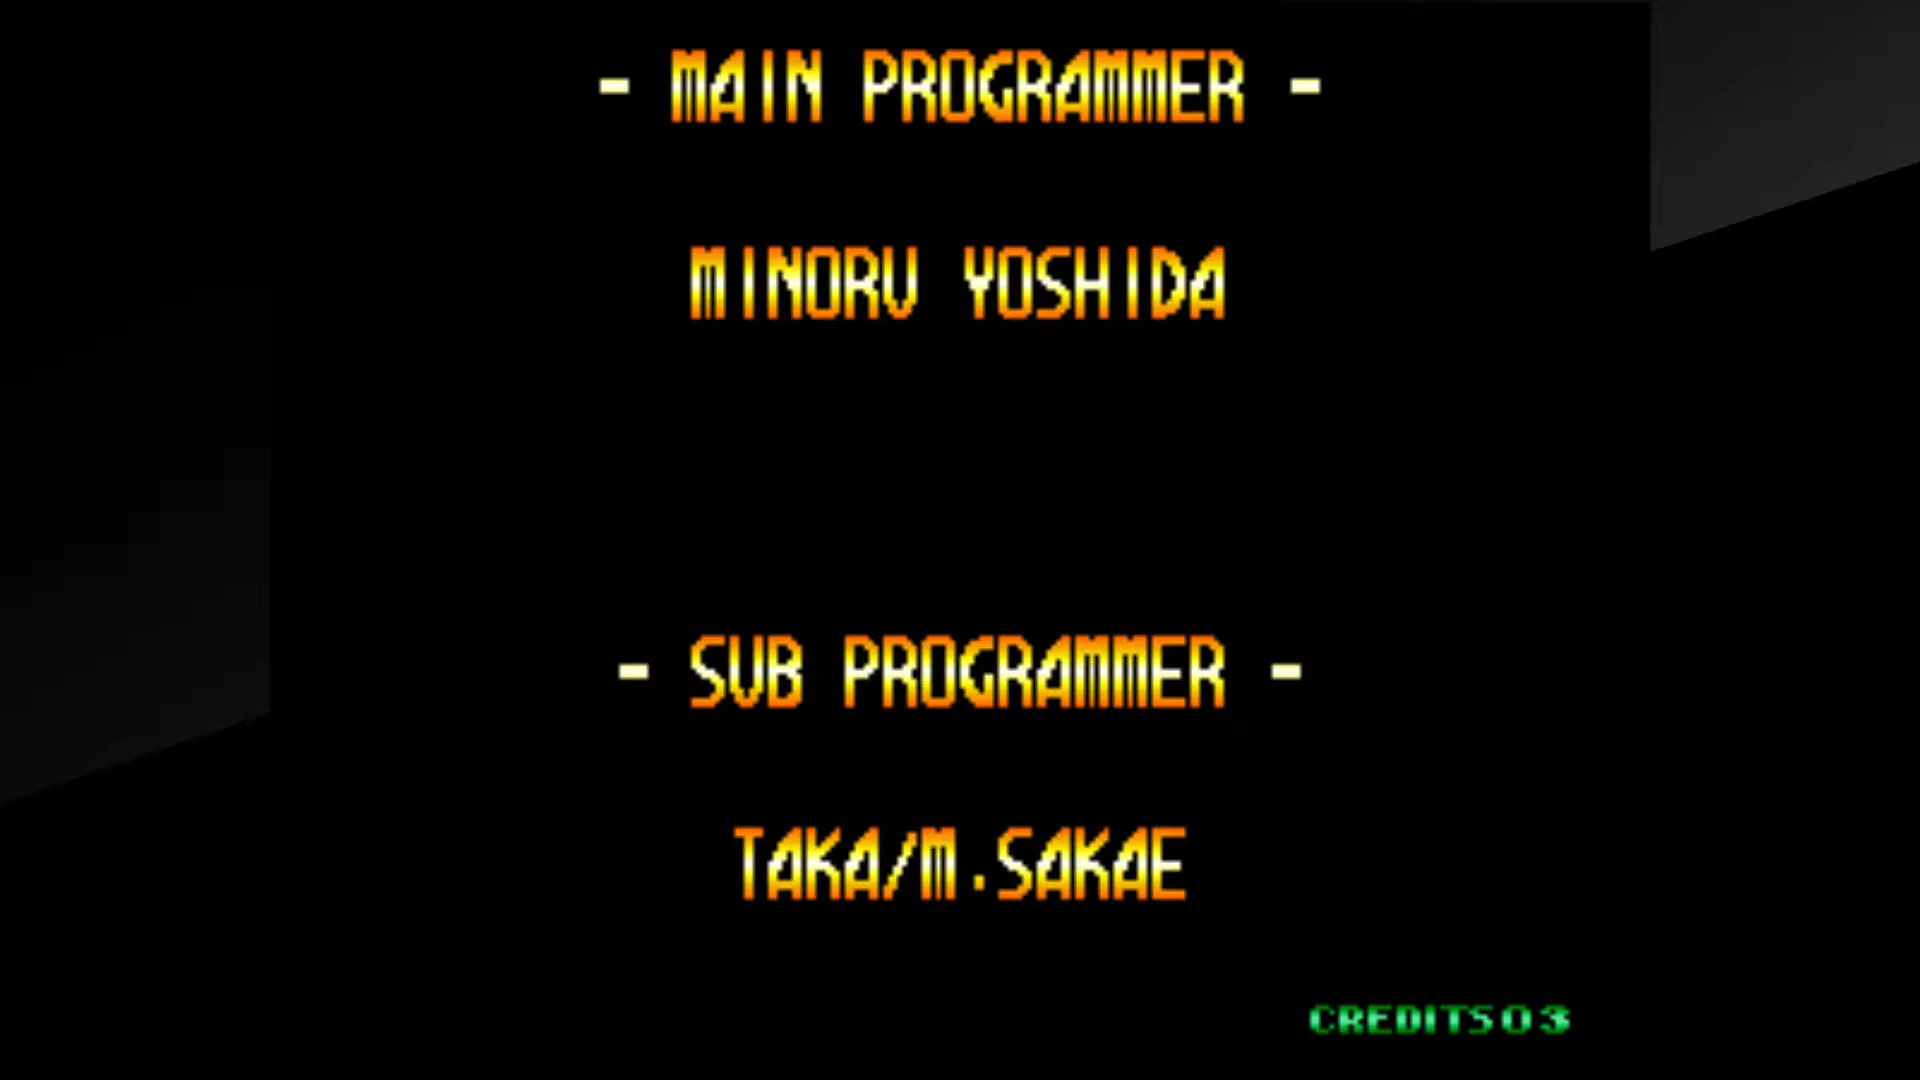 - MAIN PROGRAMMER -
MINORU YOSHIDA
- SUB PROGRAMMER -
TAKA/M.SAKAE
CREDITS 03